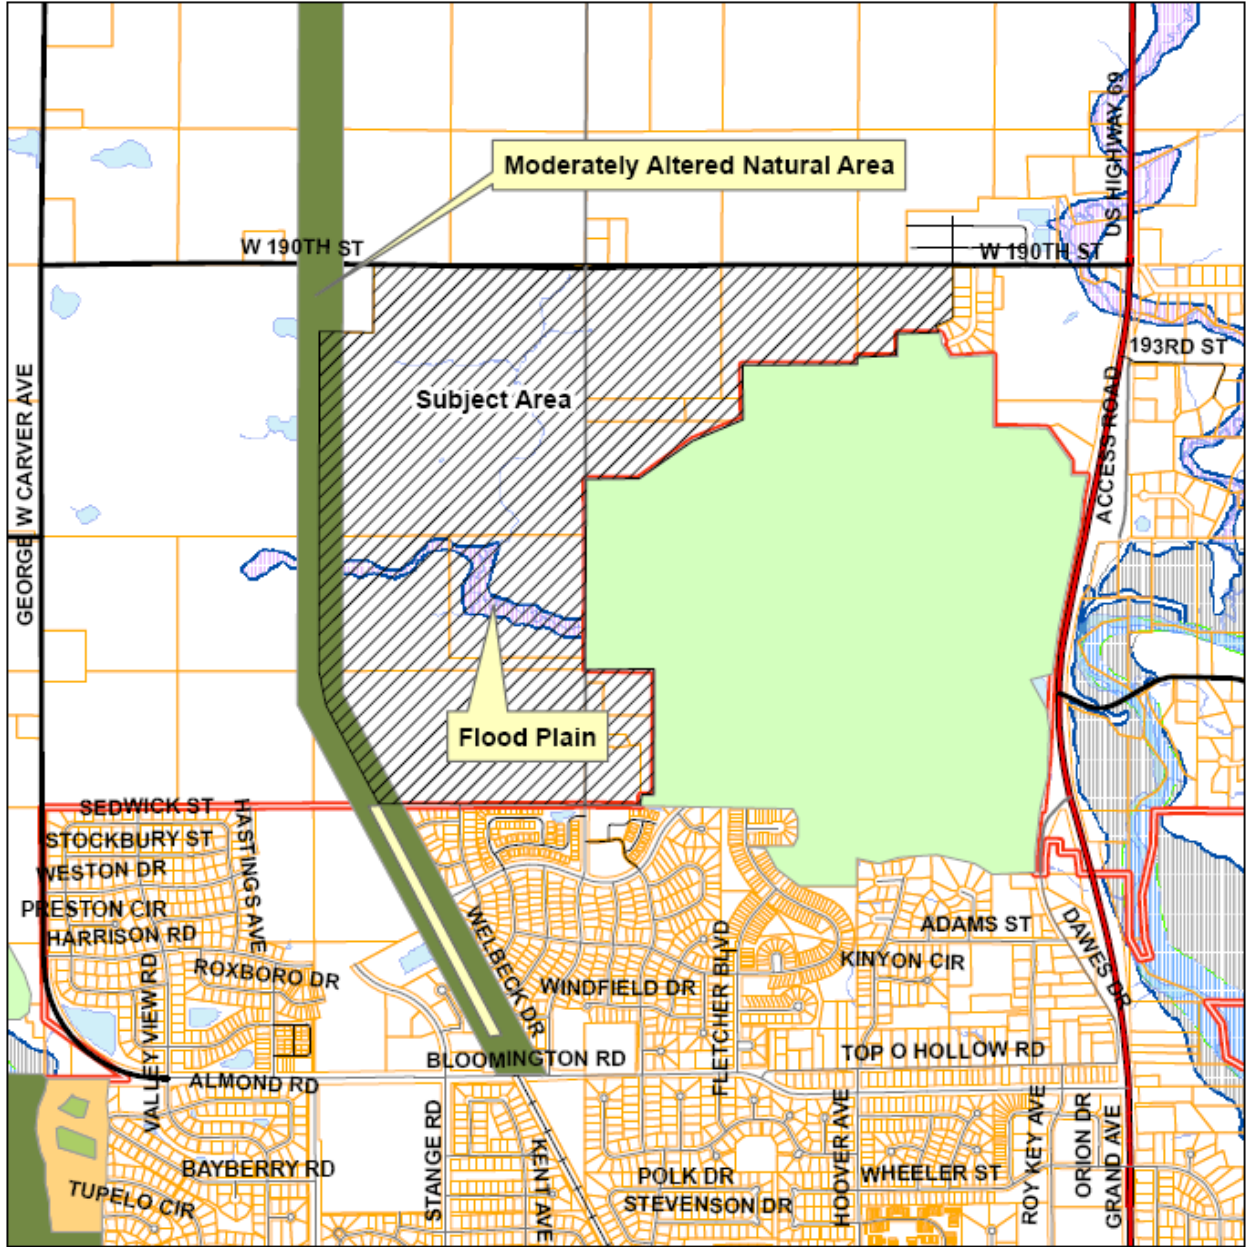 US HIGHWAY 69
Moderately Altered Natural Area
W 190TH ST
W 190TH ST
193RD ST
GEORGE W CARVER AVE
ACCESS ROAD
Subject Area
Flood Plain
SEDWICK ST
HASTINGS AVE
STOCKBURY ST
WESTON DR
PRESTON CIR
HARRISON RD
WELBECK DR
ADAMS ST
DAWES DR
KINYON CIR
ROXBORO DR
VALLEY VIEW RD
WINDFIELD DR
FLETCHER BLVD
BLOOMINGTON RD
TOP O HOLLOW RD
ALMOND RD
STANGE RD
KENT AVE
HOOVER AVE
ROY KEY AVE
ORION DR
GRAND AVE
BAYBERRY RD
POLK DR
WHEELER ST
TUPELO CIR
STEVENSON DR